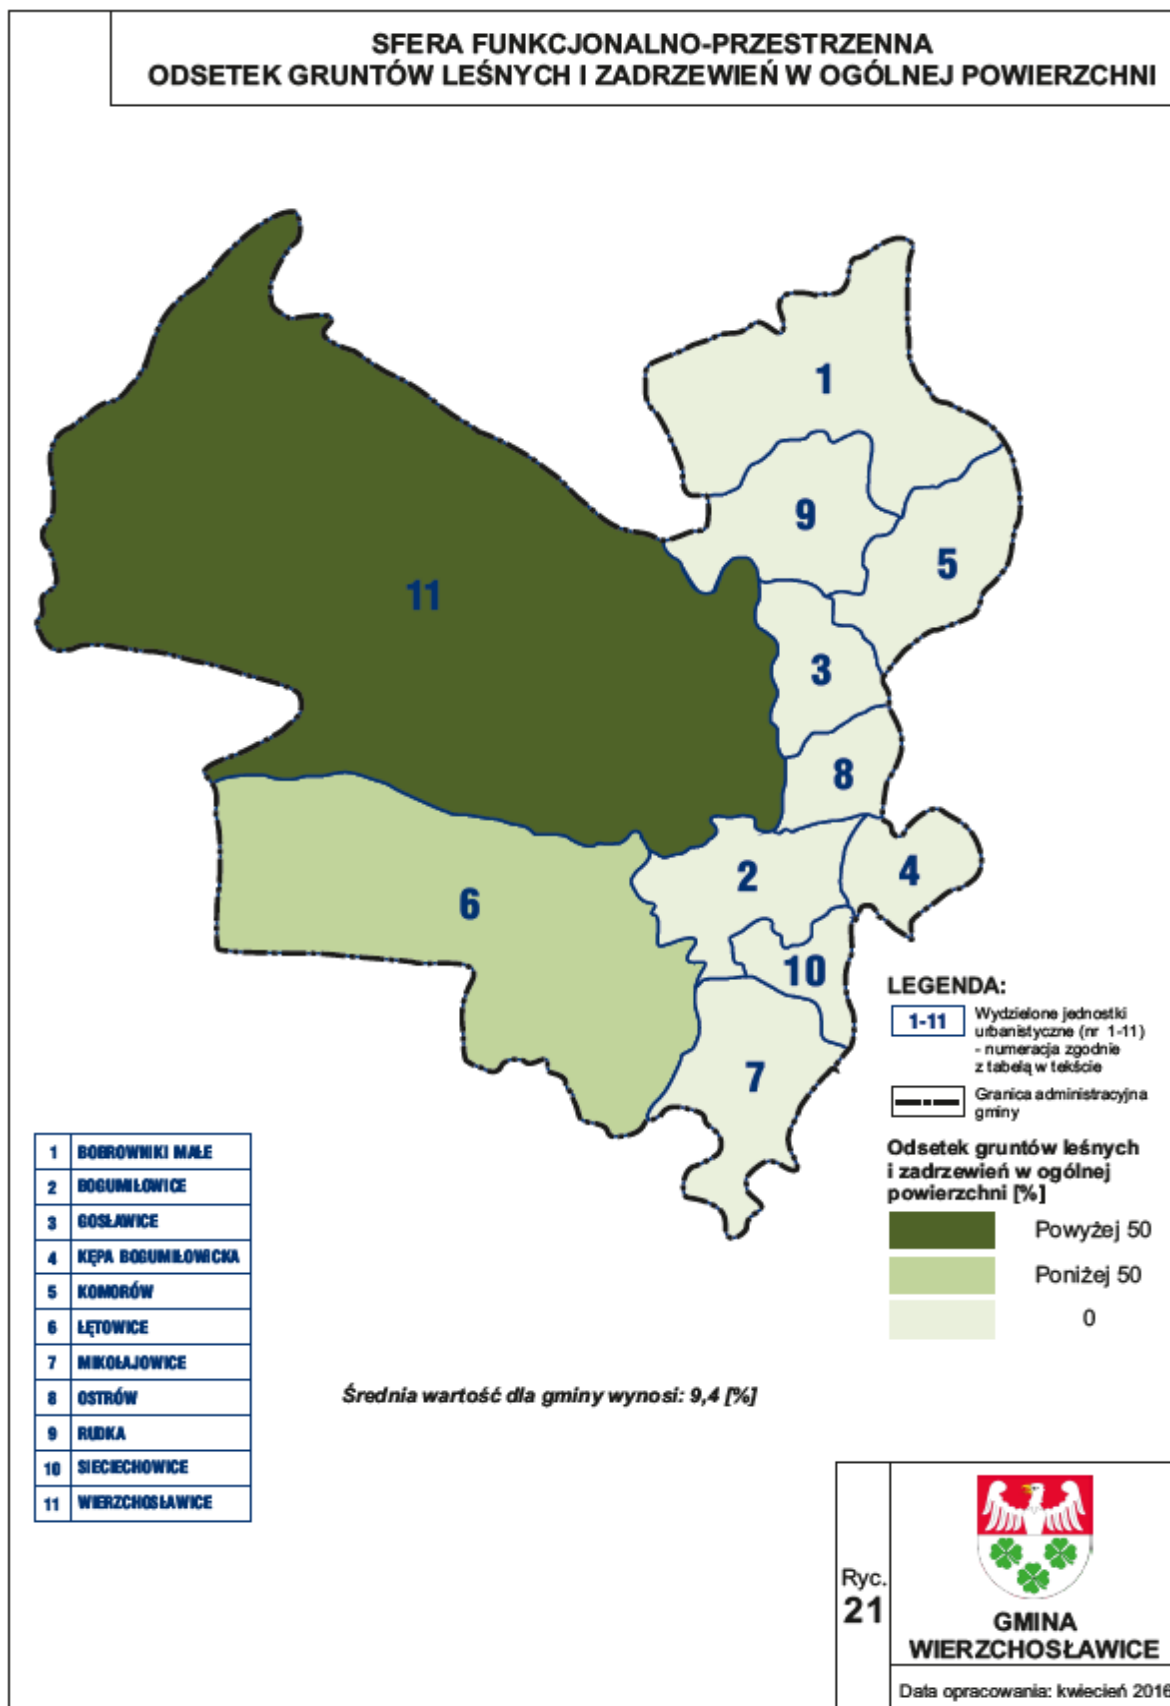 SFERA FUNKCJONALNO-PRZESTRZENNA
ODSETEK GRUNTÓW LEŚNYCH I ZADRZEWIEŃ W OGÓLNEJ POWIERZCHNI
1
9
5
11
3
8
4
2
6
10
7
LEGENDA:
1-11
Wydzielone jednostki
urbanistyczne (nr 1-11)
- numeracja zgodnie
z tabelą w tekście
Granica administracyjna
gminy
Odsetek gruntów leśnych
i zadrzewień w ogólnej
powierzchni [%]
Powyżej 50
Poniżej 50
0
1 BOBROWNIKI MAŁE
2 BOGUMIŁOWICE
3 GOSŁAWICE
4 KĘPA BOGUMIŁOWICKA
5 KOMORÓW
6 ŁĘTOWICE
7 MIKOŁAJOWICE
8 OSTRÓW
9 RUDKA
10 SIECIECHOWICE
11 WIERZCHOSŁAWICE
Średnia wartość dla gminy wynosi: 9,4 [%]
Ryc.
21
GMINA
WIERZCHOSŁAWICE
Data opracowania: kwiecień 2016